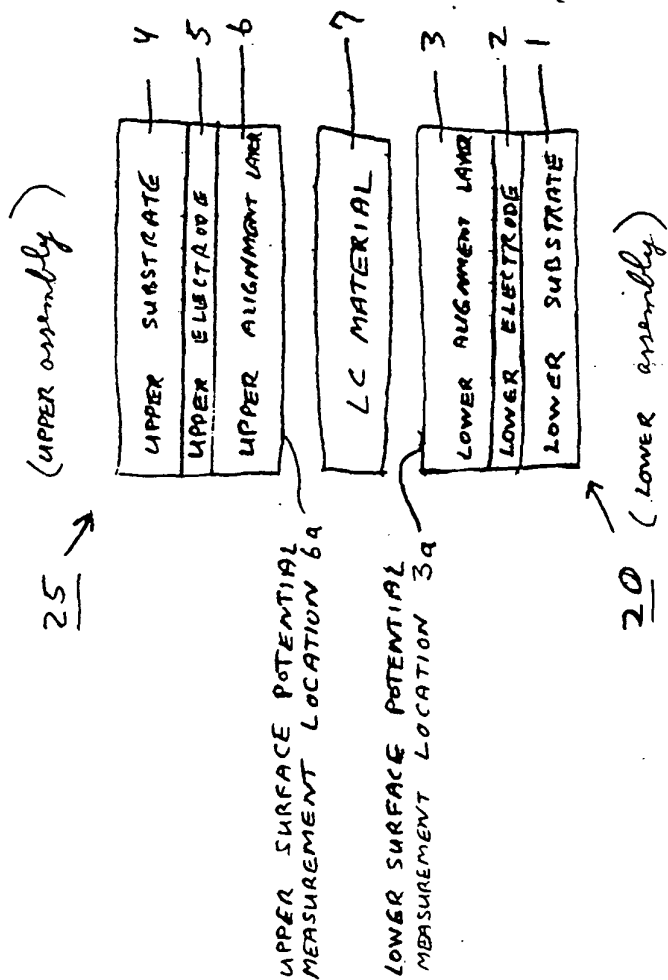 25
(UPPER assembly)
UPPER SUBSTRATE 4
UPPER ELECTRODE 5
UPPER ALIGNMENT LAYER 6
UPPER SURFACE POTENTIAL
MEASUREMENT LOCATION 6a
LC MATERIAL 7
LOWER SURFACE POTENTIAL
MEASUREMENT LOCATION 3a
LOWER ALIGNMENT LAYER 3
LOWER ELECTRODE 2
LOWER SUBSTRATE 1
20 (LOWER assembly)